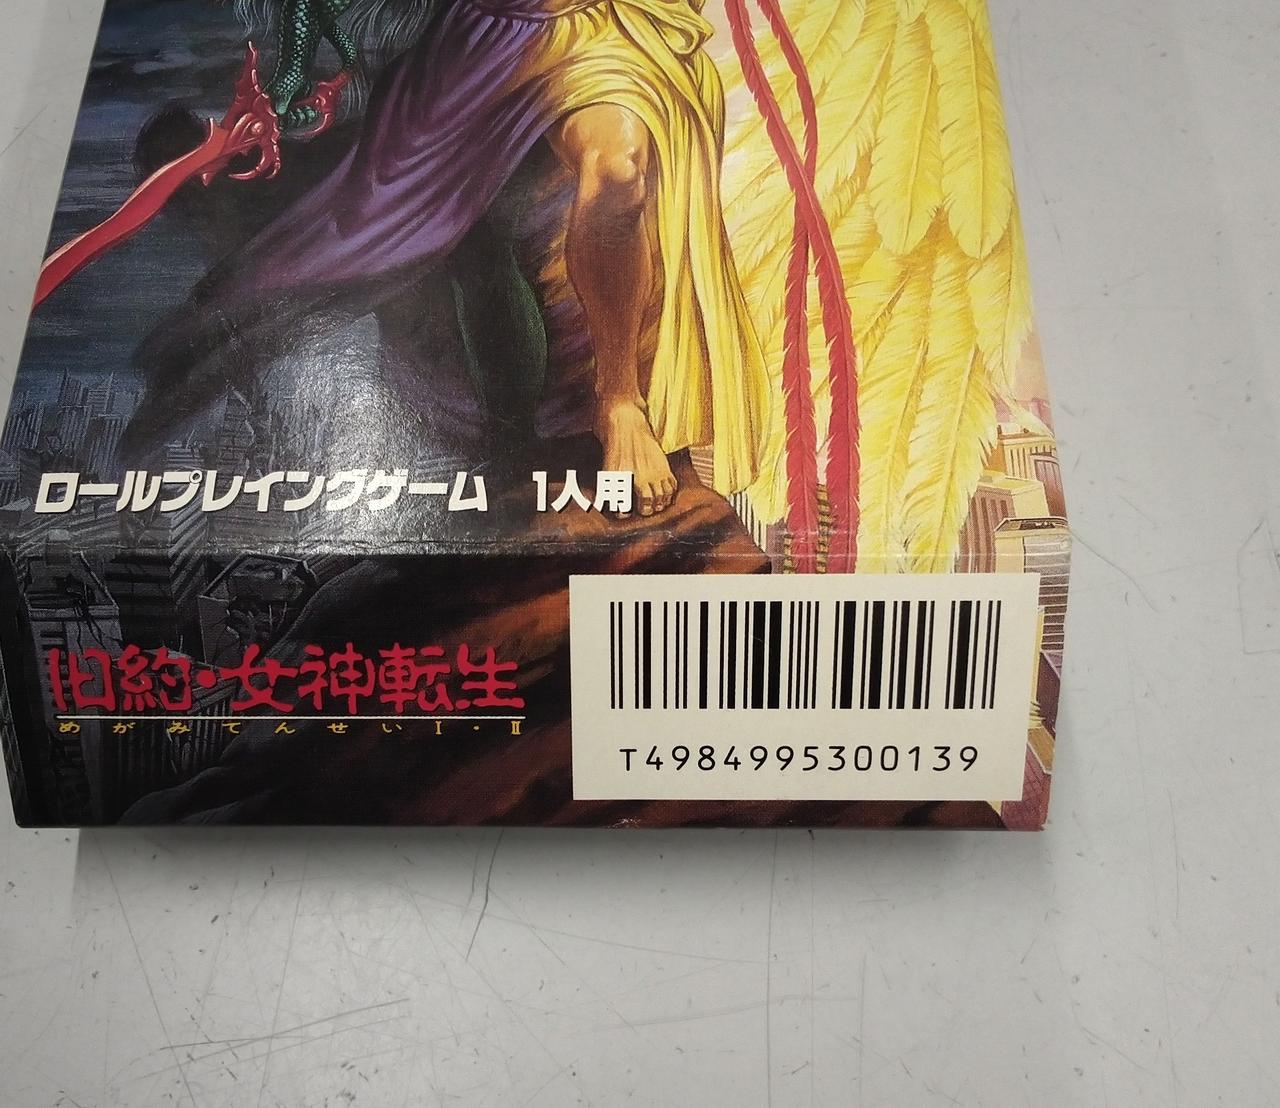 ロールプレイングゲーム 1人用
旧約・女神転生
めがみてんせいⅠ・Ⅱ
T4984995300139